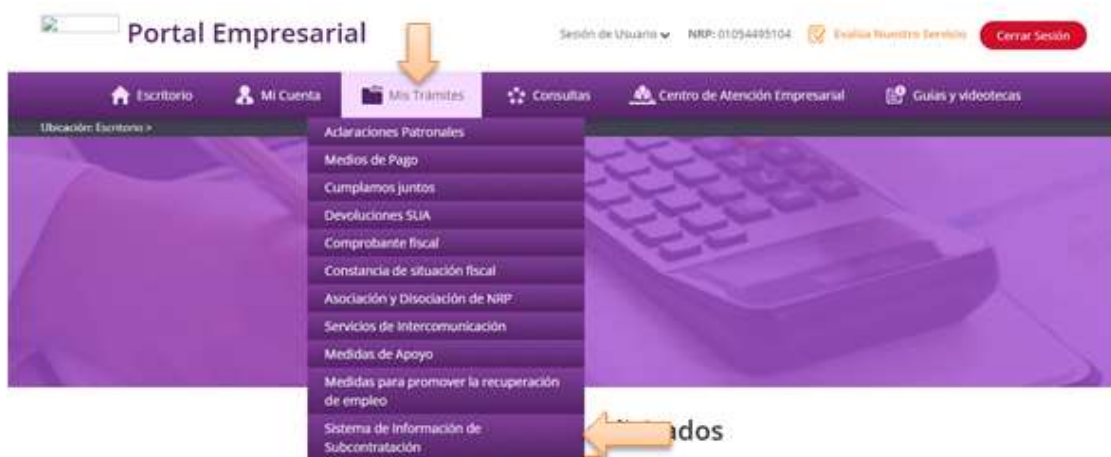 Portal Empresarial
Sesión de Usuario NRP: 01054495104 Evalúa Nuestro Servicio Cerrar Sesión
Escritorio Mi Cuenta Mis Trámites Consultas Centro de Atención Empresarial Guías y videotecas
Ubicación: Escritorio >
Aclaraciones Patronales
Medios de Pago
Cumplamos juntos
Devoluciones SUA
Comprobante fiscal
Constancia de situación fiscal
Asociación y Disociación de NRP
Servicios de Intercomunicación
Medidas de Apoyo
Medidas para promover la recuperación
de empleo
Sistema de Información de
Subcontratación
ados